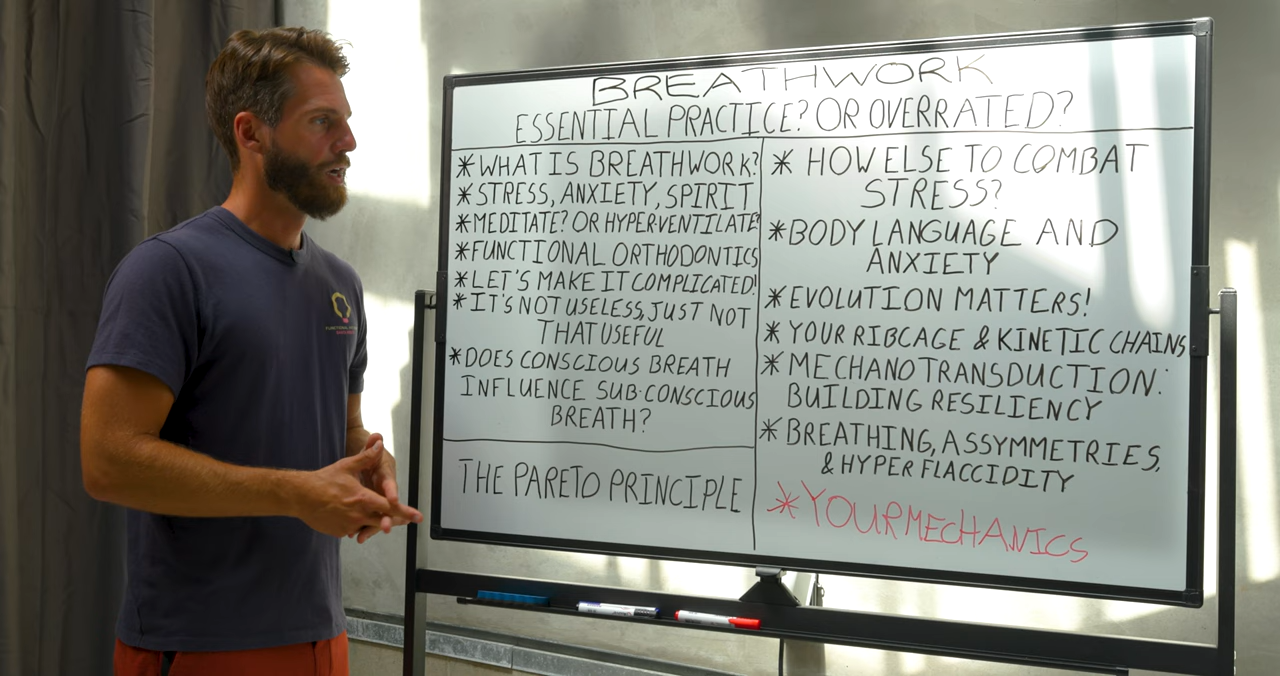 BREATHWORK
ESSENTIAL PRACTICE? OR OVERRATED?
*WHAT IS BREATHWORK?
*STRESS, ANXIETY, SPIRIT
*MEDITATE? OR HYPERVENTILATE?
*FUNCTIONAL ORTHODONTICS
*LET'S MAKE IT COMPLICATED!
*IT'S NOT USELESS, JUST NOT
THAT USEFUL
*DOES CONSCIOUS BREATH
INFLUENCE SUB-CONSCIOUS
BREATH?
THE PARETO PRINCIPLE
* HOW ELSE TO COMBAT
STRESS?
*BODY LANGUAGE AND
ANXIETY
*EVOLUTION MATTERS!
*YOUR RIBCAGE & KINETIC CHAINS
*MECHANOTRANSDUCTION:
BUILDING RESILIENCY
*BREATHING, ASSYMMETRIES,
& HYPER FLACCIDITY
*YOUR MECHANICS
FUNCTIONAL